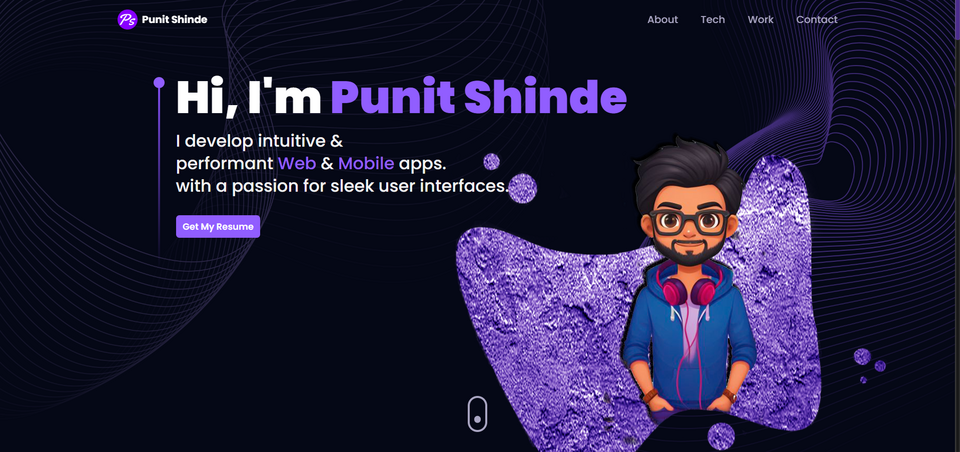 Ps Punit Shinde
About Tech Work Contact
Hi, I'm Punit Shinde
I develop intuitive &
performant Web & Mobile apps.
with a passion for sleek user interfaces.
Get My Resume